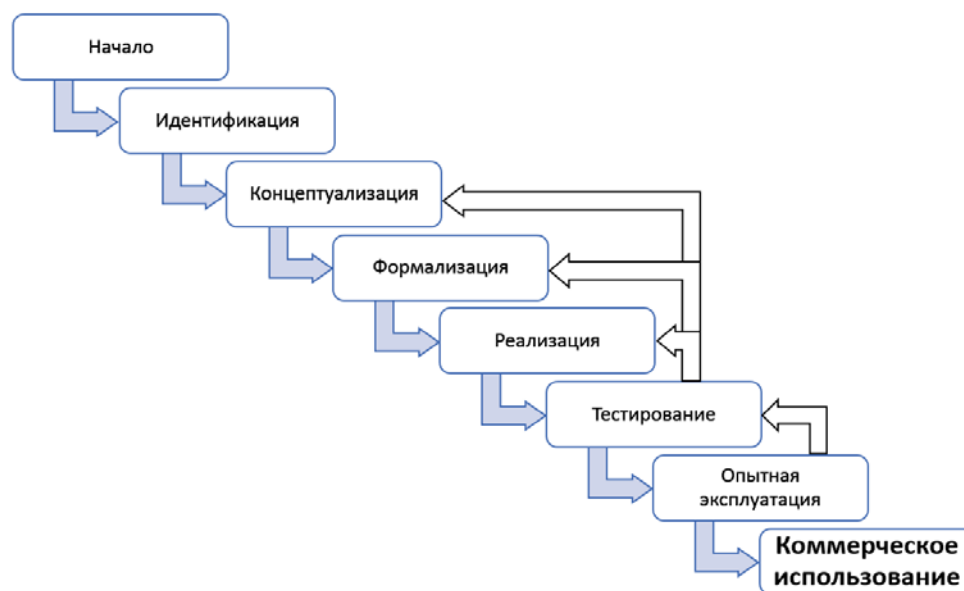 Начало
Идентификация
Концептуализация
Формализация
Реализация
Тестирование
Опытная
эксплуатация
Коммерческое
использование